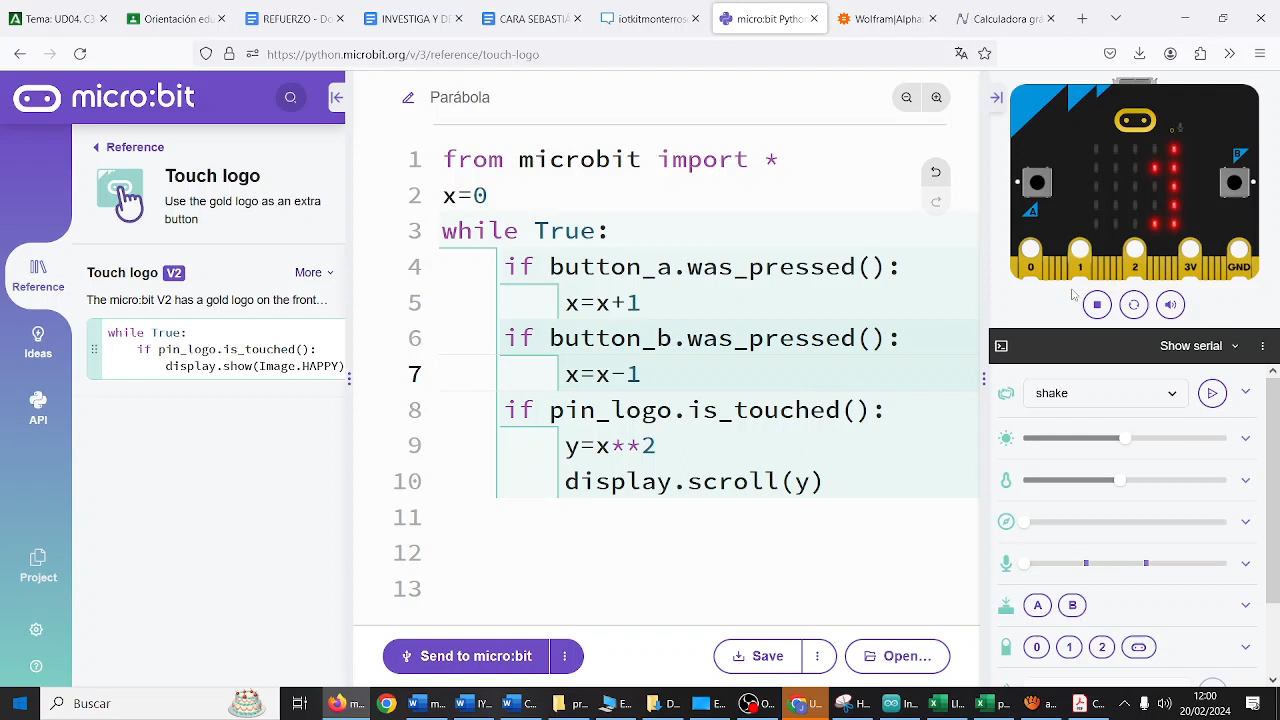 Tema: UD04. C3
Orientación edu
REFUERZO - Do
INVESTIGA Y DI
CARA SEBASTI
iotkitmonterro
micro:bit Pytho
Wolfram|Alpha:
Calculadora gra
https://python.microbit.org/v/3/reference/touch-logo
micro:bit
Reference
Touch logo
Use the gold logo as an extra
button
Touch logo V2 More
The micro:bit V2 has a gold logo on the front...
while True:
if pin_logo.is_touched():
display.show(Image.HAPPY)
Reference
Ideas
API
Project
Parábola
1 from microbit import *
2 x=0
3 while True:
4 if button_a.was_pressed():
5 x=x+1
6 if button_b.was_pressed():
7 x=x-1
8 if pin_logo.is_touched():
9 y=x**2
10 display.scroll(y)
11
12
13
Send to micro:bit
Save
Open...
A
B
0 1 2 3V GND
Show serial
shake
A B
0 1 2
Buscar
12:00
20/02/2024